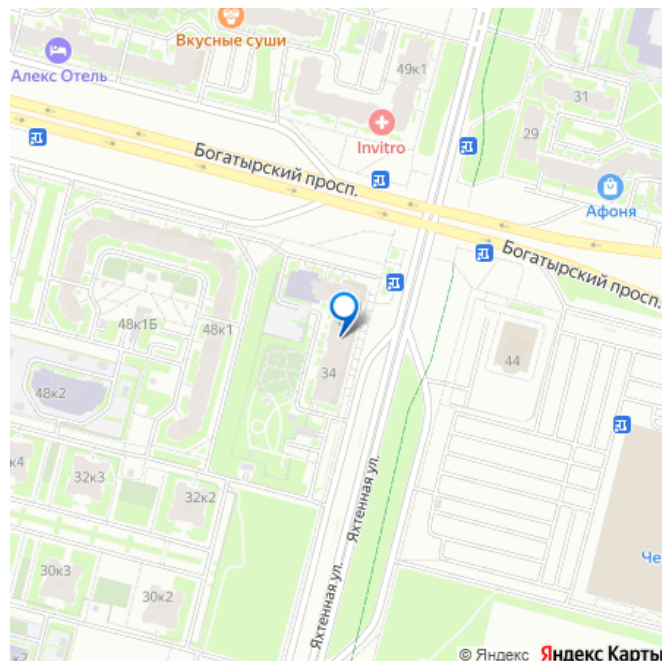 Вкусные суши
Алекс Отель
49к1
31
Invitro
29
Богатырский просп.
Афоня
Богатырский просп.
48к1Б
48к1
44
34
48к2
к4
32к3
32к2
Яхтенная ул.
Че
30к3
30к2
Яхтенная ул.
к2
© Яндекс Яндекс Карты